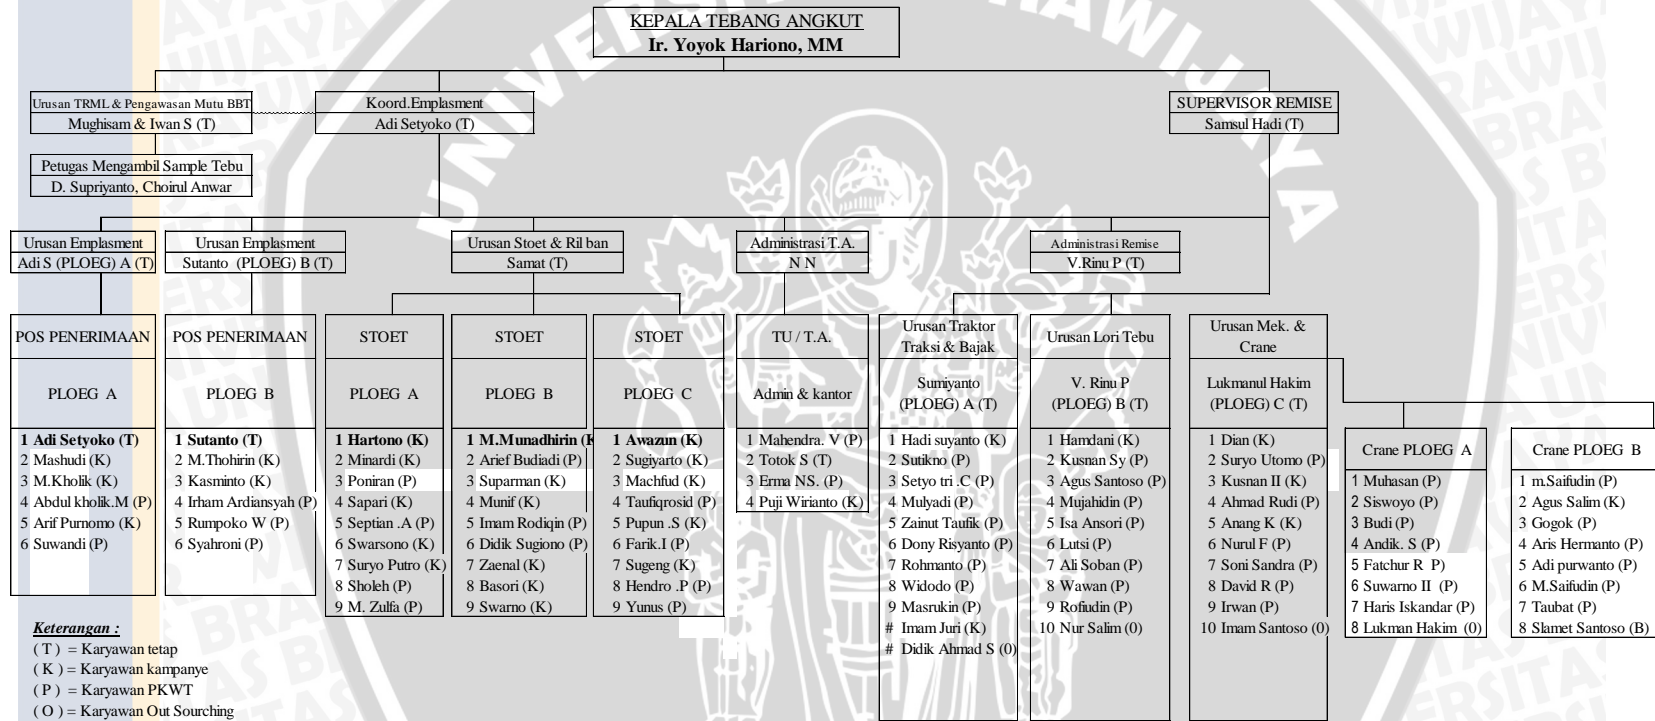 KEPALA TEBANG ANGKUT
Ir. Yoyok Hariono, MM
Urusan TRML & Pengawasan Mutu BBT
Mughisam & Iwan S (T)
Koord.Emplasment
Adi Setyoko (T)
SUPERVISOR REMISE
Samsul Hadi (T)
Petugas Mengambil Sample Tebu
D. Supriyanto, Choirul Anwar
Urusan Emplasment
Adi S (PLOEG) A (T)
Urusan Emplasment
Sutanto (PLOEG) B (T)
Urusan Stoet & Ril ban
Samat (T)
Administrasi T.A.
N N
Administrasi Remise
V.Rinu P (T)
POS PENERIMAAN
PLOEG A
1 Adi Setyoko (T)
2 Mashudi (K)
3 M.Kholik (K)
4 Abdul kholik.M (P)
5 Arif Purnomo (K)
6 Suwandi (P)
POS PENERIMAAN
PLOEG B
1 Sutanto (T)
2 M.Thohirin (K)
3 Kasminto (K)
4 Irham Ardiansyah (P)
5 Rumpoko W (P)
6 Syahroni (P)
STOET
PLOEG A
1 Hartono (K)
2 Minardi (K)
3 Poniran (P)
4 Sapari (K)
5 Septian .A (P)
6 Swarsono (K)
7 Suryo Putro (K)
8 Sholeh (P)
9 M. Zulfa (P)
STOET
PLOEG B
1 M.Munadhirin (K
2 Arief Budiadi (P)
3 Suparman (K)
4 Munif (K)
5 Imam Rodiqin (P)
6 Didik Sugiono (P)
7 Zaenal (K)
8 Basori (K)
9 Swarno (K)
STOET
PLOEG C
1 Awazun (K)
2 Sugiyarto (K)
3 Machfud (K)
4 Taufiqrosid (P)
5 Pupun .S (K)
6 Farik.I (P)
7 Sugeng (K)
8 Hendro .P (P)
9 Yunus (P)
TU / T.A.
Admin & kantor
1 Mahendra. V (P)
2 Totok S (T)
3 Erma NS. (P)
4 Puji Wirianto (K)
Urusan Traktor
Traksi & Bajak
Sumiyanto
(PLOEG) A (T)
1 Hadi suyanto (K)
2 Sutikno (P)
3 Setyo tri .C (P)
4 Mulyadi (P)
5 Zainut Taufik (P)
6 Dony Risyanto (P)
7 Rohmanto (P)
8 Widodo (P)
9 Masrukin (P)
# Imam Juri (K)
# Didik Ahmad S (0)
Urusan Lori Tebu
V. Rinu P
(PLOEG) B (T)
1 Hamdani (K)
2 Kusnan Sy (P)
3 Agus Santoso (P)
4 Mujahidin (P)
5 Isa Ansori (P)
6 Lutsi (P)
7 Ali Soban (P)
8 Wawan (P)
9 Rofiudin (P)
10 Nur Salim (0)
Urusan Mek. &
Crane
Lukmanul Hakim
(PLOEG) C (T)
1 Dian (K)
2 Suryo Utomo (P)
3 Kusnan II (K)
4 Ahmad Rudi (P)
5 Anang K (K)
6 Nurul F (P)
7 Soni Sandra (P)
8 David R (P)
9 Irwan (P)
10 Imam Santoso (0)
Crane PLOEG A
1 Muhasan (P)
2 Siswoyo (P)
3 Budi (P)
4 Andik. S (P)
5 Fatchur R P)
6 Suwarno II (P)
7 Haris Iskandar (P)
8 Lukman Hakim (0)
Crane PLOEG B
1 m.Saifudin (P)
2 Agus Salim (K)
3 Gogok (P)
4 Aris Hermanto (P)
5 Adi purwanto (P)
6 M.Saifudin (P)
7 Taubat (P)
8 Slamet Santoso (B)
Keterangan :
( T ) = Karyawan tetap
( K ) = Karyawan kampanye
( P ) = Karyawan PKWT
( O ) = Karyawan Out Sourching